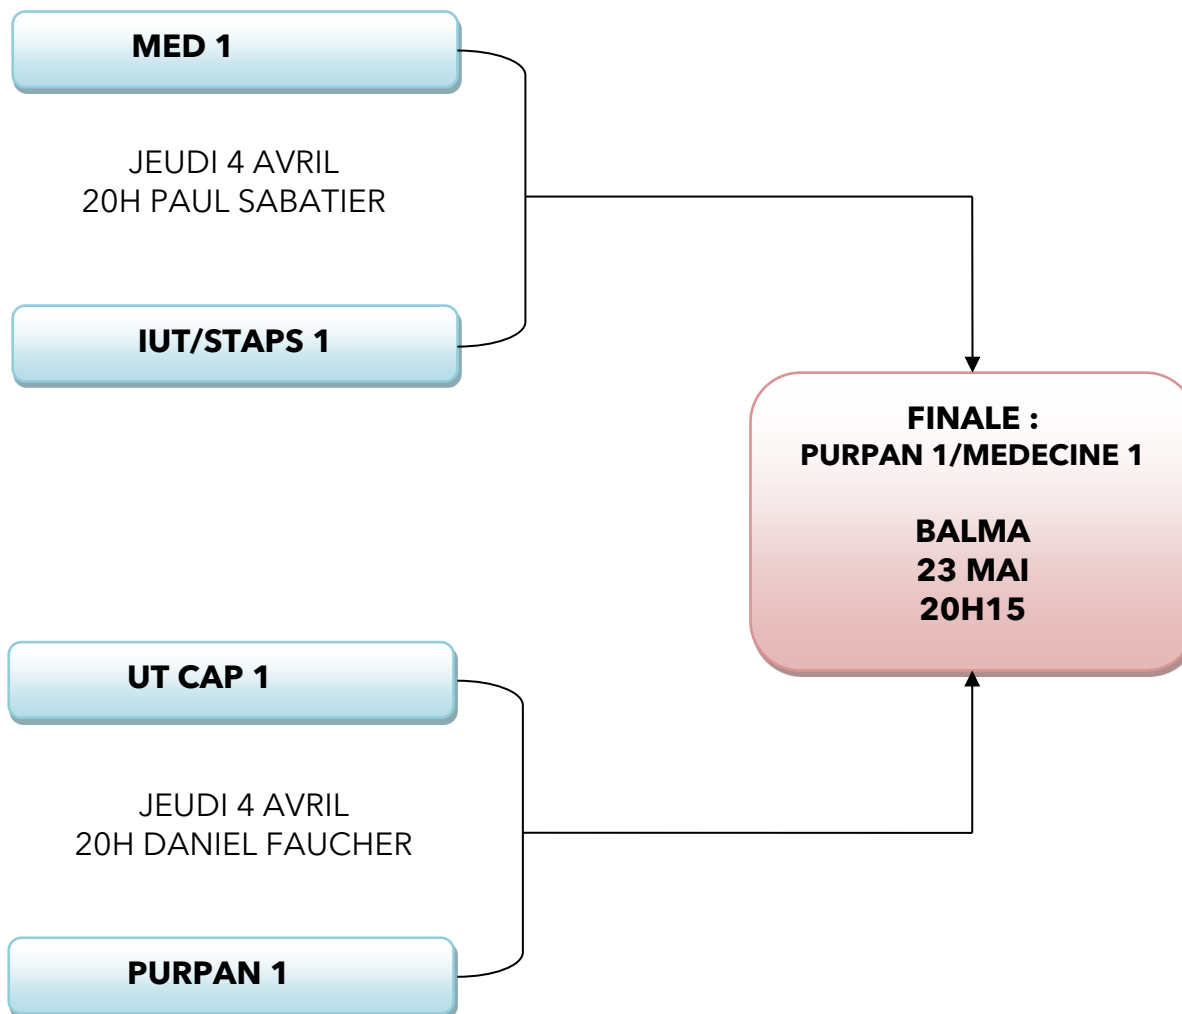 MED 1
JEUDI 4 AVRIL
20H PAUL SABATIER
IUT/STAPS 1
FINALE :
PURPAN 1/MEDECINE 1
BALMA
23 MAI
20H15
UT CAP 1
JEUDI 4 AVRIL
20H DANIEL FAUCHER
PURPAN 1